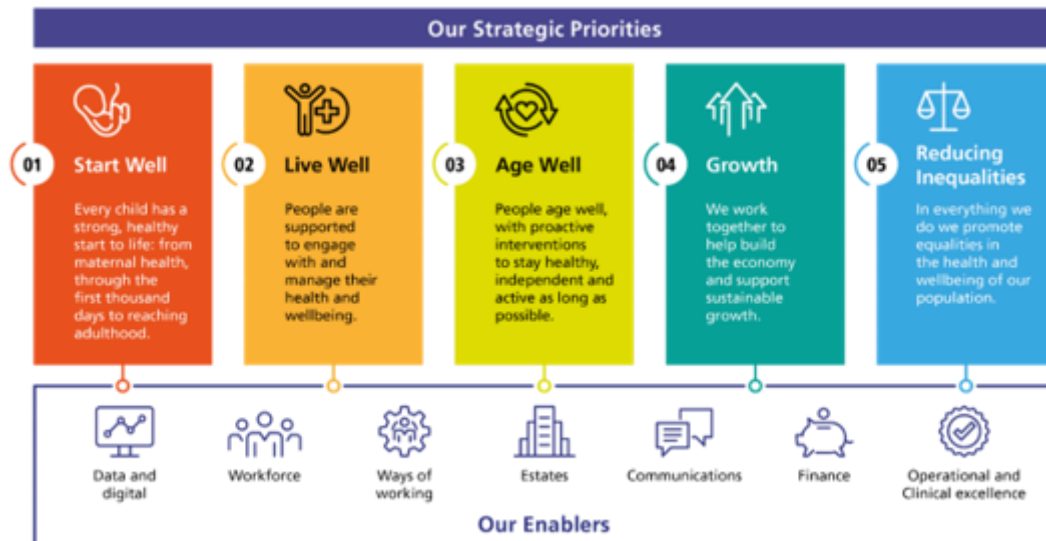 Our Strategic Priorities
01
Start Well
Every child has a
strong, healthy
start to life: from
maternal health,
through the
first thousand
days to reaching
adulthood.
02
Live Well
People are
supported
to engage
with and
manage their
health and
wellbeing.
03
Age Well
People age well,
with proactive
interventions
to stay healthy,
independent and
active as long as
possible.
04
Growth
We work
together to
help build
the economy
and support
sustainable
growth.
05
Reducing
Inequalities
In everything we
do we promote
equalities in
the health and
wellbeing of our
population.
Data and
digital
Workforce
Ways of
working
Estates
Communications
Finance
Operational and
Clinical excellence
Our Enablers